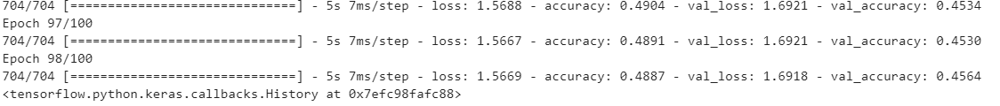 704/704 [==============================] - 5s 7ms/step - loss: 1.5688 - accuracy: 0.4904 - val_loss: 1.6921 - val_accuracy: 0.4534
Epoch 97/100
704/704 [==============================] - 5s 7ms/step - loss: 1.5667 - accuracy: 0.4891 - val_loss: 1.6921 - val_accuracy: 0.4530
Epoch 98/100
704/704 [==============================] - 5s 7ms/step - loss: 1.5669 - accuracy: 0.4887 - val_loss: 1.6918 - val_accuracy: 0.4564
<tensorflow.python.keras.callbacks.History at 0x7efc98fafc88>